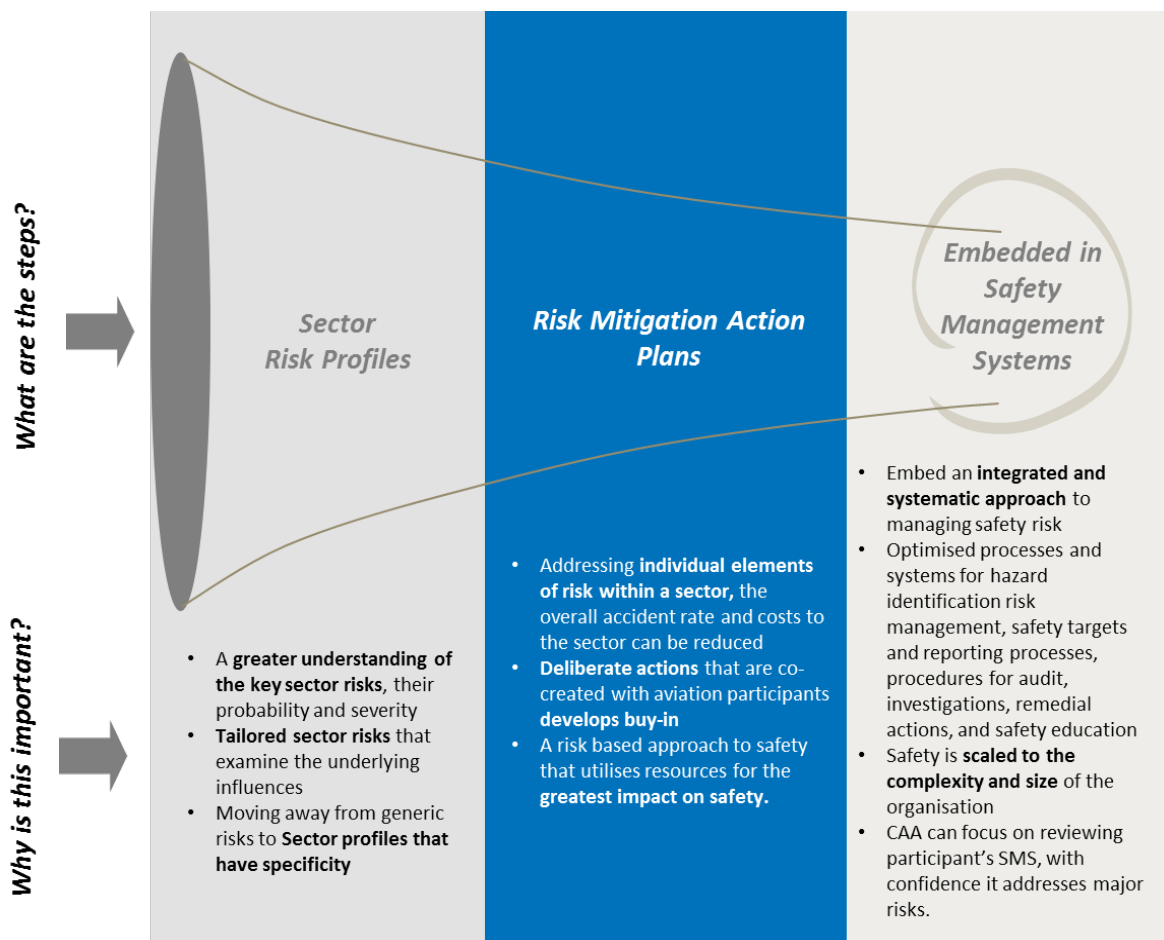 What are the steps?
Sector
Risk Profiles
Risk Mitigation Action
Plans
Embedded in
Safety
Management
Systems
Why is this important?
• A greater understanding of
the key sector risks, their
probability and severity
• Tailored sector risks that
examine the underlying
influences
• Moving away from generic
risks to Sector profiles that
have specificity
• Addressing individual elements
of risk within a sector, the
overall accident rate and costs to
the sector can be reduced
• Deliberate actions that are co-
created with aviation participants
develops buy-in
• A risk based approach to safety
that utilises resources for the
greatest impact on safety.
• Embed an integrated and
systematic approach to
managing safety risk
• Optimised processes and
systems for hazard
identification risk
management, safety targets
and reporting processes,
procedures for audit,
investigations, remedial
actions, and safety education
• Safety is scaled to the
complexity and size of the
organisation
• CAA can focus on reviewing
participant's SMS, with
confidence it addresses major
risks.